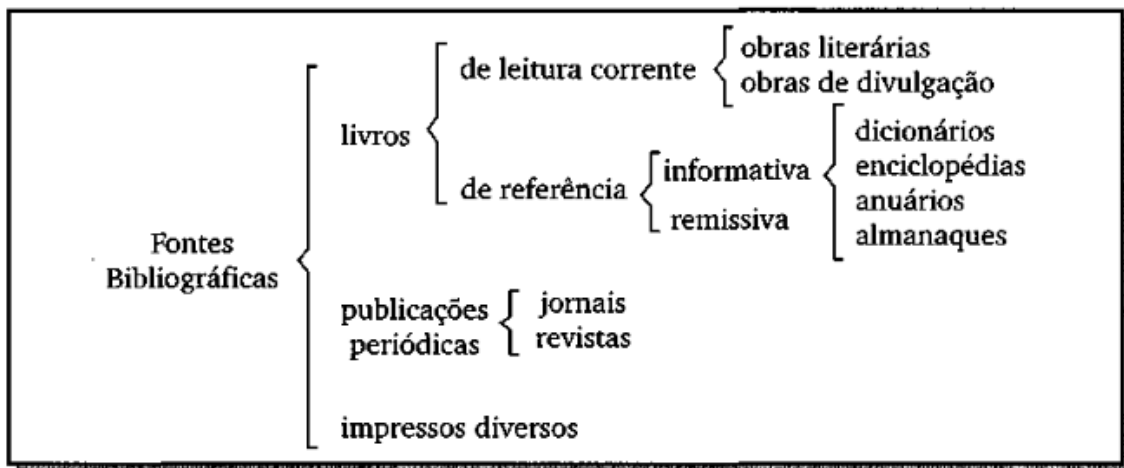 Fontes
Bibliográficas
livros
de leitura corrente
obras literárias
obras de divulgação
de referência
informativa
dicionários
enciclopédias
anuários
almanaques
remissiva
publicações
periódicas
jornais
revistas
impressos diversos